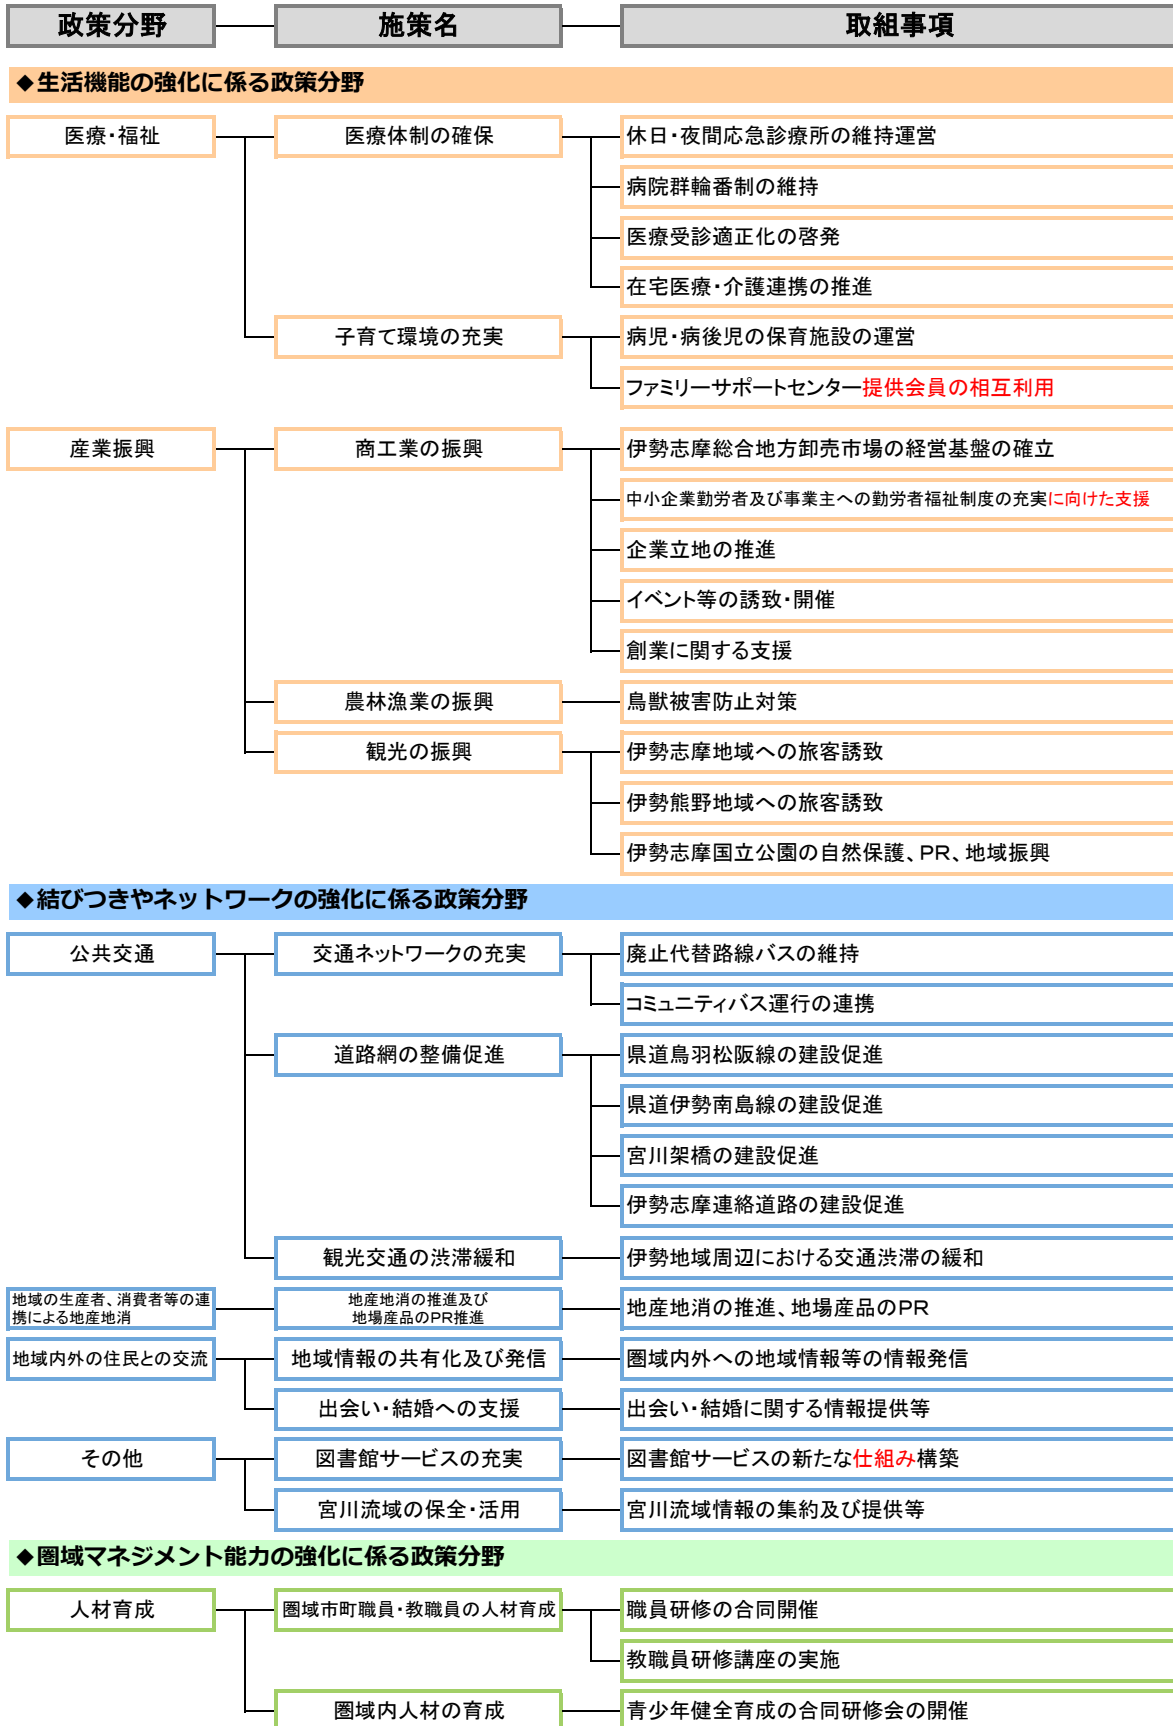 政策分野 施策名 取組事項
◆生活機能の強化に係る政策分野
医療・福祉 医療体制の確保 休日・夜間応急診療所の維持運営
病院群輪番制の維持
医療受診適正化の啓発
在宅医療・介護連携の推進
子育て環境の充実 病児・病後児の保育施設の運営
ファミリーサポートセンター提供会員の相互利用
産業振興 商工業の振興 伊勢志摩総合地方卸売市場の経営基盤の確立
中小企業勤労者及び事業主への勤労者福祉制度の充実に向けた支援
企業立地の推進
イベント等の誘致・開催
創業に関する支援
農林漁業の振興 鳥獣被害防止対策
観光の振興 伊勢志摩地域への旅客誘致
伊勢熊野地域への旅客誘致
伊勢志摩国立公園の自然保護、PR、地域振興
◆結びつきやネットワークの強化に係る政策分野
公共交通 交通ネットワークの充実 廃止代替路線バスの維持
コミュニティバス運行の連携
道路網の整備促進 県道鳥羽松阪線の建設促進
県道伊勢南島線の建設促進
宮川架橋の建設促進
伊勢志摩連絡道路の建設促進
観光交通の渋滞緩和 伊勢地域周辺における交通渋滞の緩和
地域の生産者、消費者等の連
携による地産地消
地産地消の推進及び
地場産品のPR推進
地産地消の推進、地場産品のPR
地域内外の住民との交流 地域情報の共有化及び発信 圏域内外への地域情報等の情報発信
出会い・結婚への支援 出会い・結婚に関する情報提供等
その他 図書館サービスの充実 図書館サービスの新たな仕組み構築
宮川流域の保全・活用 宮川流域情報の集約及び提供等
◆圏域マネジメント能力の強化に係る政策分野
人材育成 圏域市町職員・教職員の人材育成 職員研修の合同開催
教職員研修講座の実施
圏域内人材の育成 青少年健全育成の合同研修会の開催